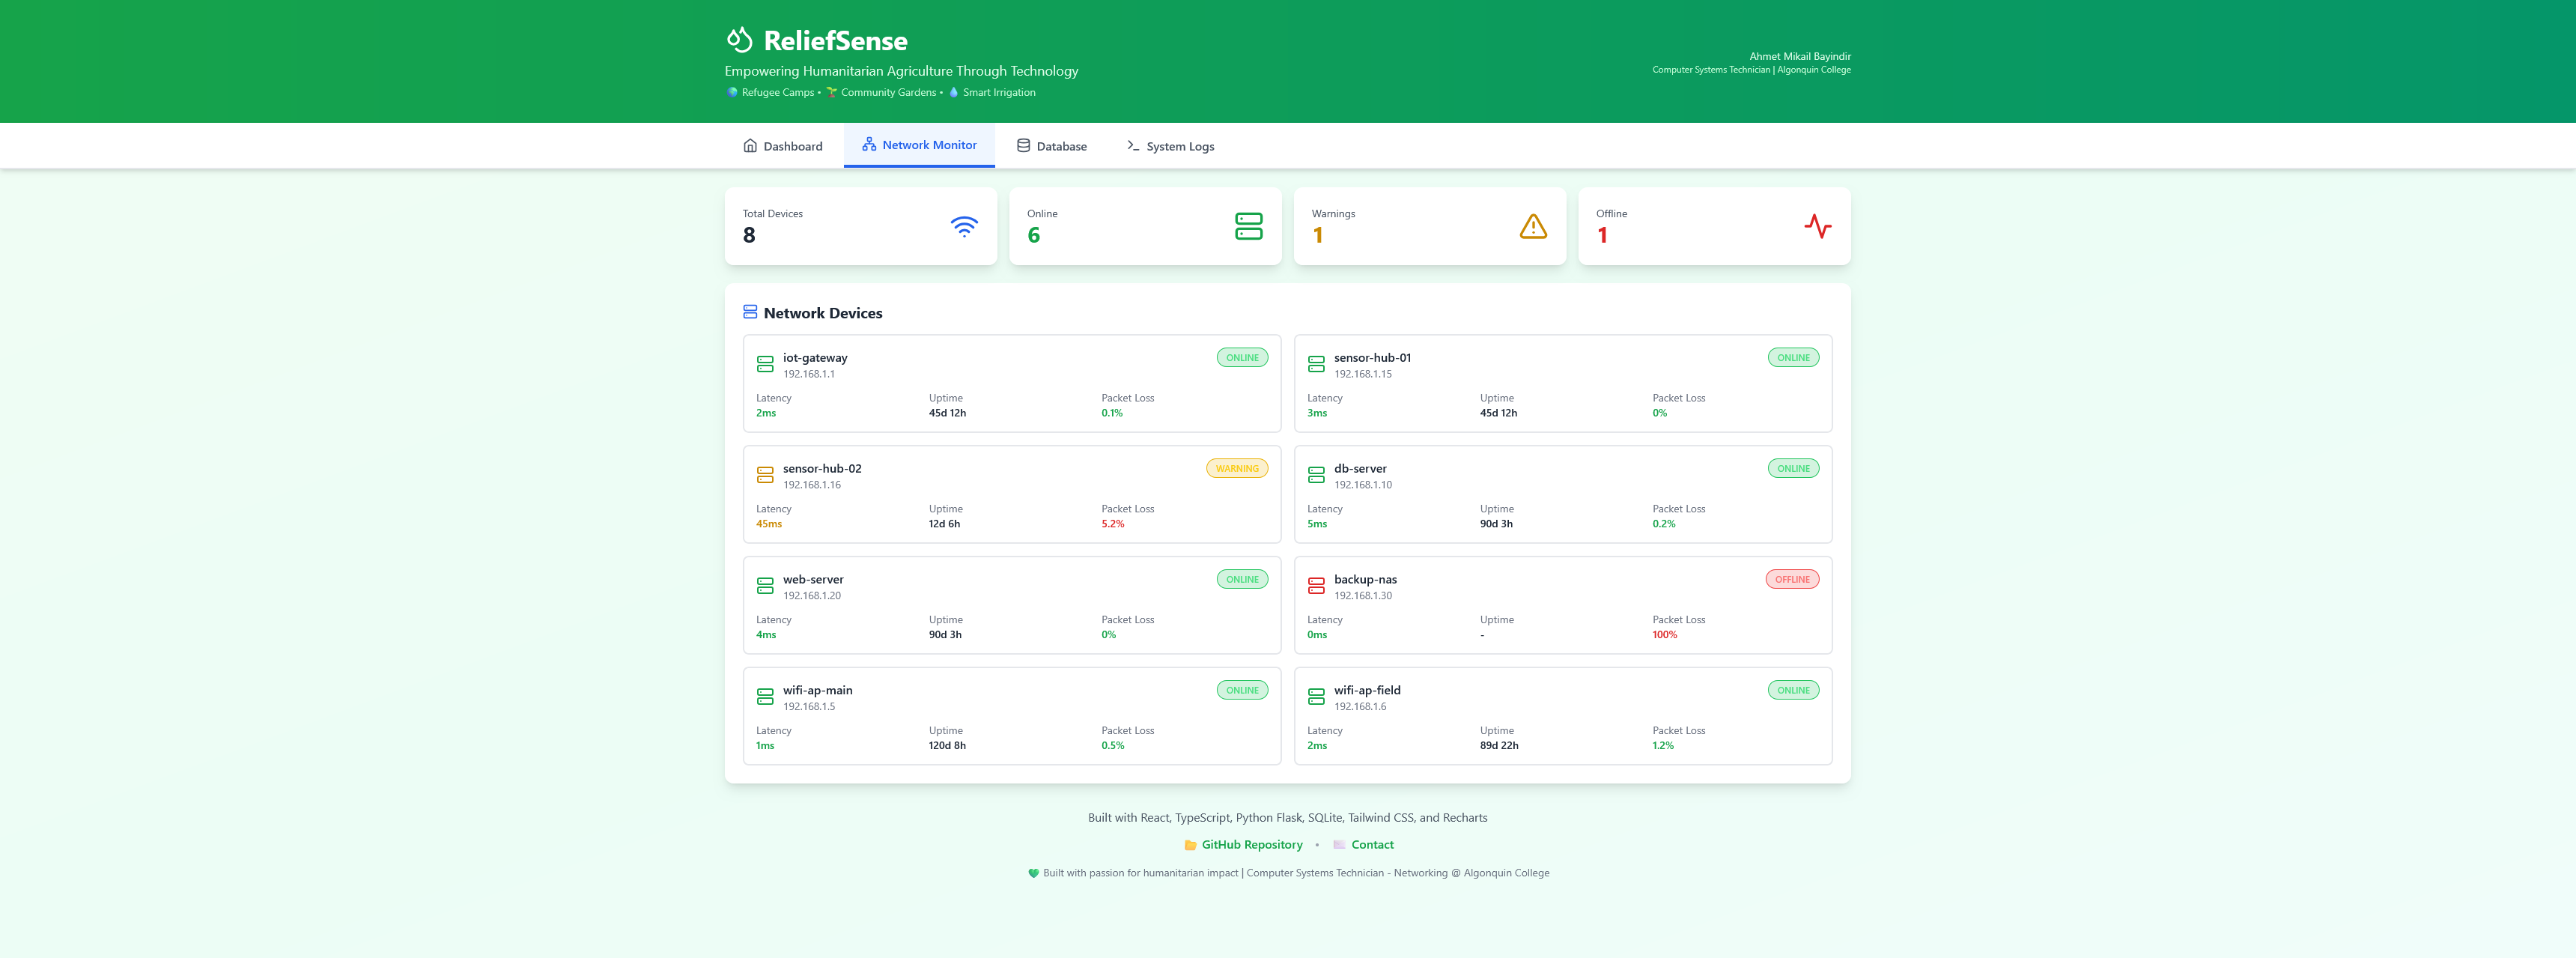 ReliefSense
Empowering Humanitarian Agriculture Through Technology
Refugee Camps • Community Gardens • Smart Irrigation
Ahmet Mikail Bayindir
Computer Systems Technician | Algonquin College
Dashboard
Network Monitor
Database
System Logs
Total Devices
8
Online
6
Warnings
1
Offline
1
Network Devices
iot-gateway
192.168.1.1
ONLINE
Latency Uptime Packet Loss
2ms 45d 12h 0.1%
sensor-hub-01
192.168.1.15
ONLINE
Latency Uptime Packet Loss
3ms 45d 12h 0%
sensor-hub-02
192.168.1.16
WARNING
Latency Uptime Packet Loss
45ms 12d 6h 5.2%
db-server
192.168.1.10
ONLINE
Latency Uptime Packet Loss
5ms 90d 3h 0.2%
web-server
192.168.1.20
ONLINE
Latency Uptime Packet Loss
4ms 90d 3h 0%
backup-nas
192.168.1.30
OFFLINE
Latency Uptime Packet Loss
0ms - 100%
wifi-ap-main
192.168.1.5
ONLINE
Latency Uptime Packet Loss
1ms 120d 8h 0.5%
wifi-ap-field
192.168.1.6
ONLINE
Latency Uptime Packet Loss
2ms 89d 22h 1.2%
Built with React, TypeScript, Python Flask, SQLite, Tailwind CSS, and Recharts
GitHub Repository • Contact
Built with passion for humanitarian impact | Computer Systems Technician - Networking @ Algonquin College